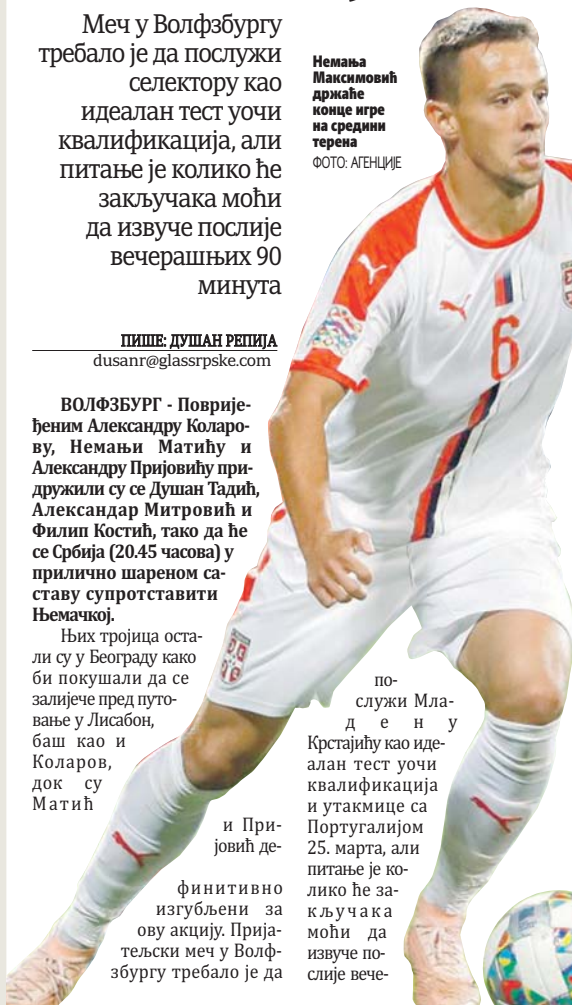 Меч у Волфзбургу
требало је да послужи
селектору као
идеалан тест уочи
квалификација, али
питање је колико ће
закључака моћи
да извуче послије
вечерашњих 90
минута
Немања
Максимовић
држаће
конце игре
на средини
терена
ФОТО: АГЕНЦИЈЕ
ПИШЕ: ДУШАН РЕПИЈА
dusanr@glassrpske.com
ВОЛФЗБУРГ - Поврије-
ђеним Александру Коларо-
ву, Немањи Матићу и
Александру Пријовићу при-
дружили су се Душан Тадић,
Александар Митровић и
Филип Костић, тако да ће
се Србија (20.45 часова) у
прилично шареном са-
ставу супротставити
Њемачкој.
Њих тројица оста-
ли су у Београду како
би покушали да се
залијече пред путо-
вање у Лисабон,
баш као и
Коларов,
док су
Матић
и При-
јовић де-
финитивно
изгубљени за
ову акцију. Прија-
тељски меч у Волф-
збургу требало је да
по-
служи Мла-
дену
Крстајићу као иде-
алан тест уочи
квалификација
и утакмице са
Португалијом
25. марта, али
питање је ко-
лико ће за-
кључака
моћи да
извуче по-
слије вече-
6